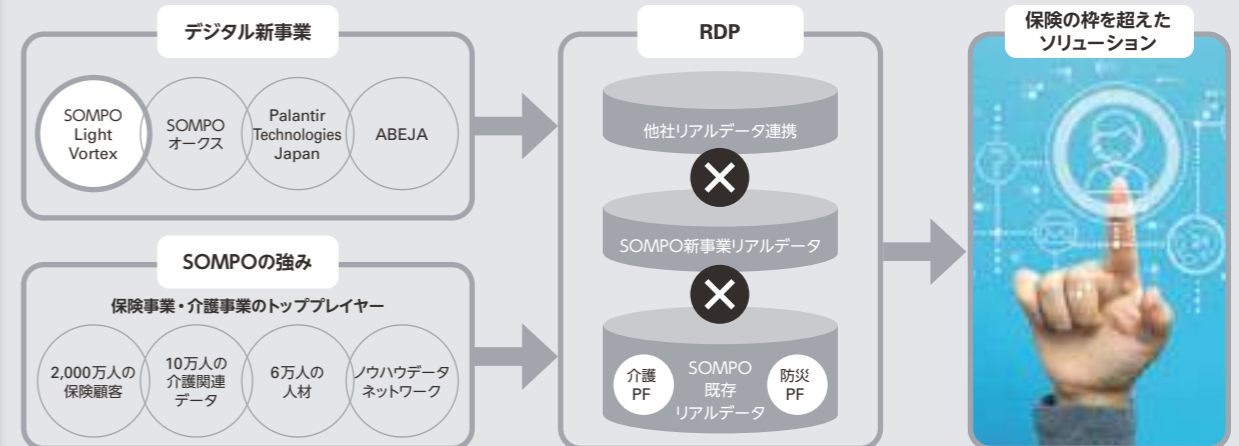 デジタル新事業
SOMPO
Light
Vortex
SOMPO
オークス
Palantir
Technologies
Japan
ABEJA
SOMPOの強み
保険事業・介護事業のトッププレイヤー
2,000万人の
保険顧客
10万人の
介護関連
データ
6万人の
人材
ノウハウデータ
ネットワーク
RDP
他社リアルデータ連携
SOMPO新事業リアルデータ
介護
PF
SOMPO
既存
リアルデータ
防災
PF
保険の枠を超えた
ソリューション